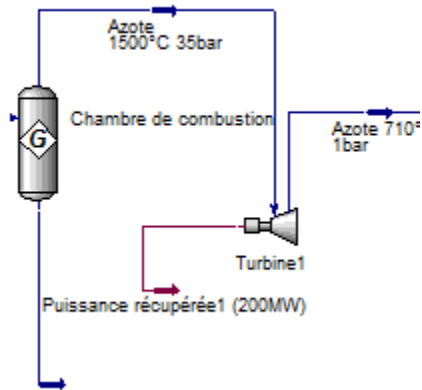 Azote
1500°C 35bar
Chambre de combustion
G
Azote 710°
1bar
Turbine1
Puissance récupérée1 (200MW)